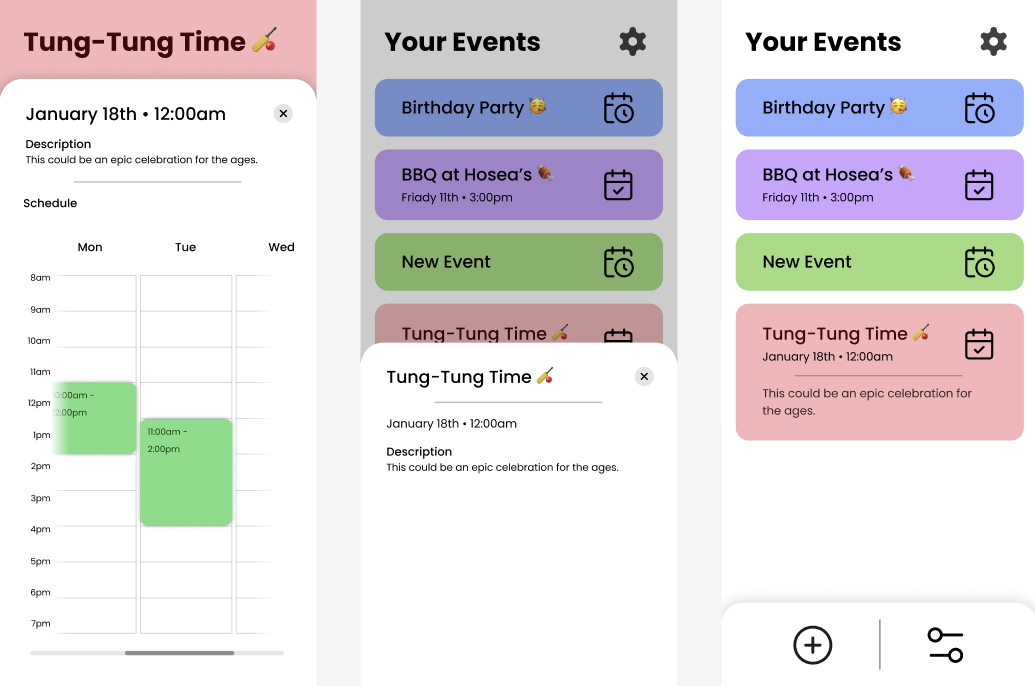 Tung-Tung Time 🏏
January 18th • 12:00am
Description
This could be an epic celebration for the ages.
Schedule
Mon Tue Wed
8am
9am
10am
11am
12pm
1pm
2pm
3pm
4pm
5pm
6pm
7pm
0:00am –
2:00pm
11:00am –
2:00pm
Your Events
Birthday Party 🥳
BBQ at Hosea’s 🍖
Friady 11th • 3:00pm
New Event
Tung-Tung Time 🏏
Tung-Tung Time 🏏
January 18th • 12:00am
Description
This could be an epic celebration for the ages.
Your Events
Birthday Party 🥳
BBQ at Hosea’s 🍖
Friday 11th • 3:00pm
New Event
Tung-Tung Time 🏏
January 18th • 12:00am
This could be an epic celebration for
the ages.